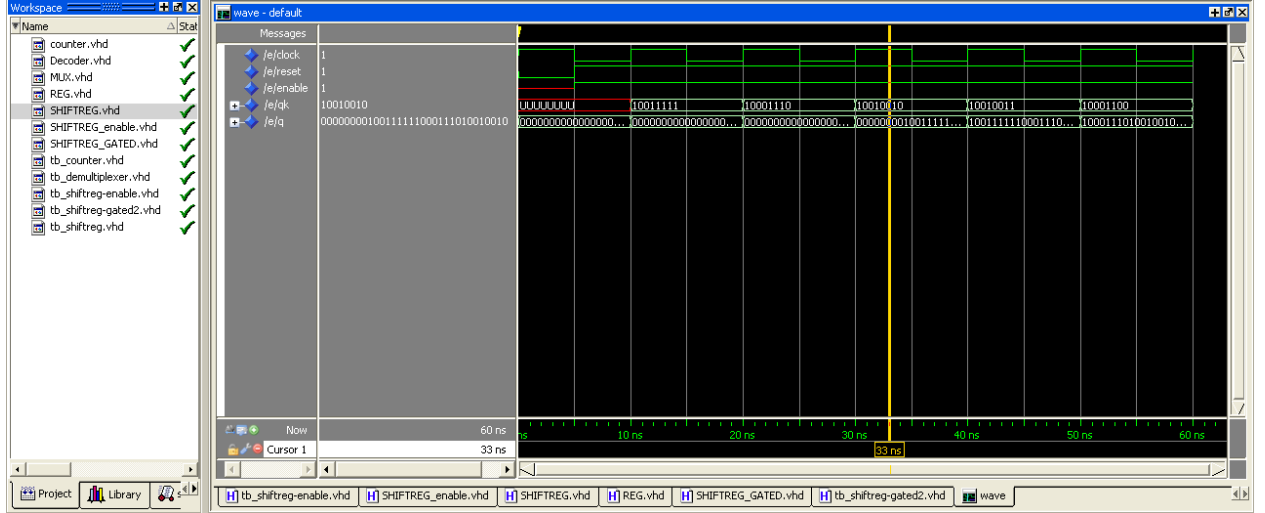 Workspace
Name
Stat
counter.vhd
Decoder.vhd
MUX.vhd
REG.vhd
SHIFTREG.vhd
SHIFTREG_enable.vhd
SHIFTREG_GATED.vhd
tb_counter.vhd
tb_demultiplexer.vhd
tb_shiftreg-enable.vhd
tb_shiftreg-gated2.vhd
tb_shiftreg.vhd
Project Library s
wave - default
Messages
/e/clock 1
/e/reset 1
/e/enable 1
/e/qk 10010010 UUUUUUUU 10011111 10001110 10010010 10010011 10001100
/e/q 00000000100111111000111010010010 0000000000000000... 0000000000000000... 0000000000000000... 0000000010011111... 1001111110001110... 1000111010010010...
Now 60 ns ns 10 ns 20 ns 30 ns 40 ns 50 ns 60 ns
Cursor 1 33 ns 33 ns
tb_shiftreg-enable.vhd SHIFTREG_enable.vhd SHIFTREG.vhd REG.vhd SHIFTREG_GATED.vhd tb_shiftreg-gated2.vhd wave